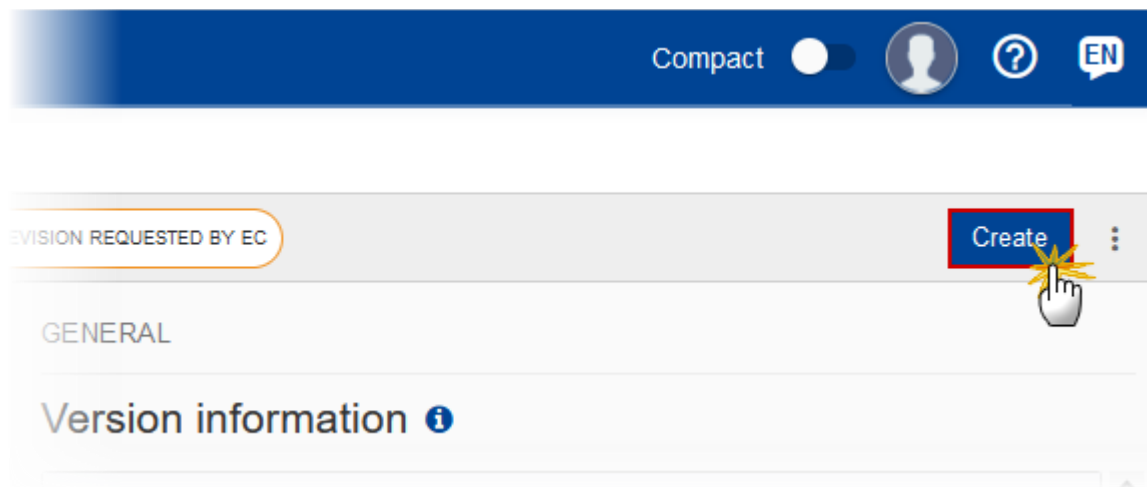 Compact
EN
EVISION REQUESTED BY EC
Create
GENERAL
Version information